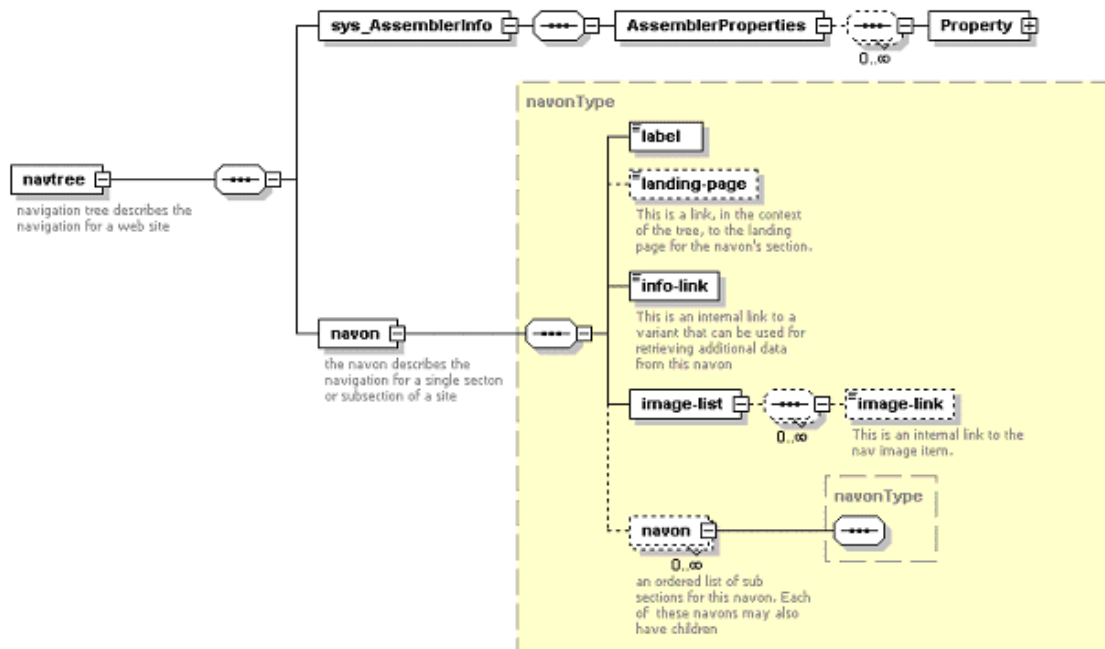 sys_AssemblerInfo
AssemblerProperties
Property
0..∞
navonType
label
landing-page
This is a link, in the context
of the tree, to the landing
page for the navon's section.
navtree
navigation tree describes the
navigation for a web site
info-link
This is an internal link to a
variant that can be used for
retrieving additional data
from this navon
navon
the navon describes the
navigation for a single secton
or subsection of a site
image-list
0..∞
image-link
This is an internal link to the
nav image item.
navon
0..∞
an ordered list of sub
sections for this navon. Each
of these navons may also
have children
navonType